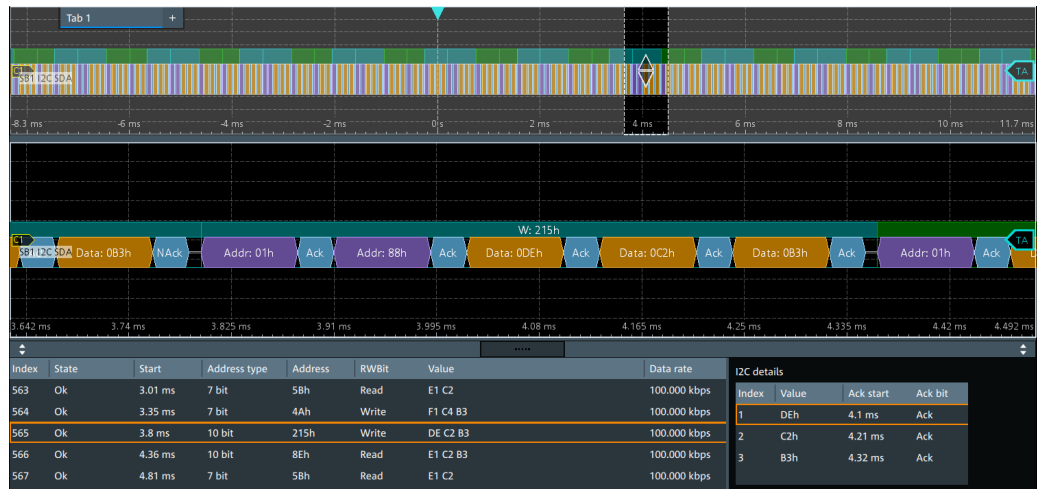 Tab 1 +
C1 SB1 I2C SDA TA
-8.3 ms -6 ms -4 ms -2 ms 0 s 2 ms 4 ms 6 ms 8 ms 10 ms 11.7 ms
W: 215h
C1 SB1 I2C SDA Data: 0B3h NAck Addr: 01h Ack Addr: 88h Ack Data: 0DEh Ack Data: 0C2h Ack Data: 0B3h Ack Addr: 01h Ack D TA
3.642 ms 3.74 ms 3.825 ms 3.91 ms 3.995 ms 4.08 ms 4.165 ms 4.25 ms 4.335 ms 4.42 ms 4.492 ms
Index State Start Address type Address RWBit Value Data rate
563 Ok 3.01 ms 7 bit 5Bh Read E1 C2 100.000 kbps
564 Ok 3.35 ms 7 bit 4Ah Write F1 C4 B3 100.000 kbps
565 Ok 3.8 ms 10 bit 215h Write DE C2 B3 100.000 kbps
566 Ok 4.36 ms 10 bit 8Eh Read E1 C2 B3 100.000 kbps
567 Ok 4.81 ms 7 bit 5Bh Read E1 C2 100.000 kbps
I2C details
Index Value Ack start Ack bit
1 DEh 4.1 ms Ack
2 C2h 4.21 ms Ack
3 B3h 4.32 ms Ack